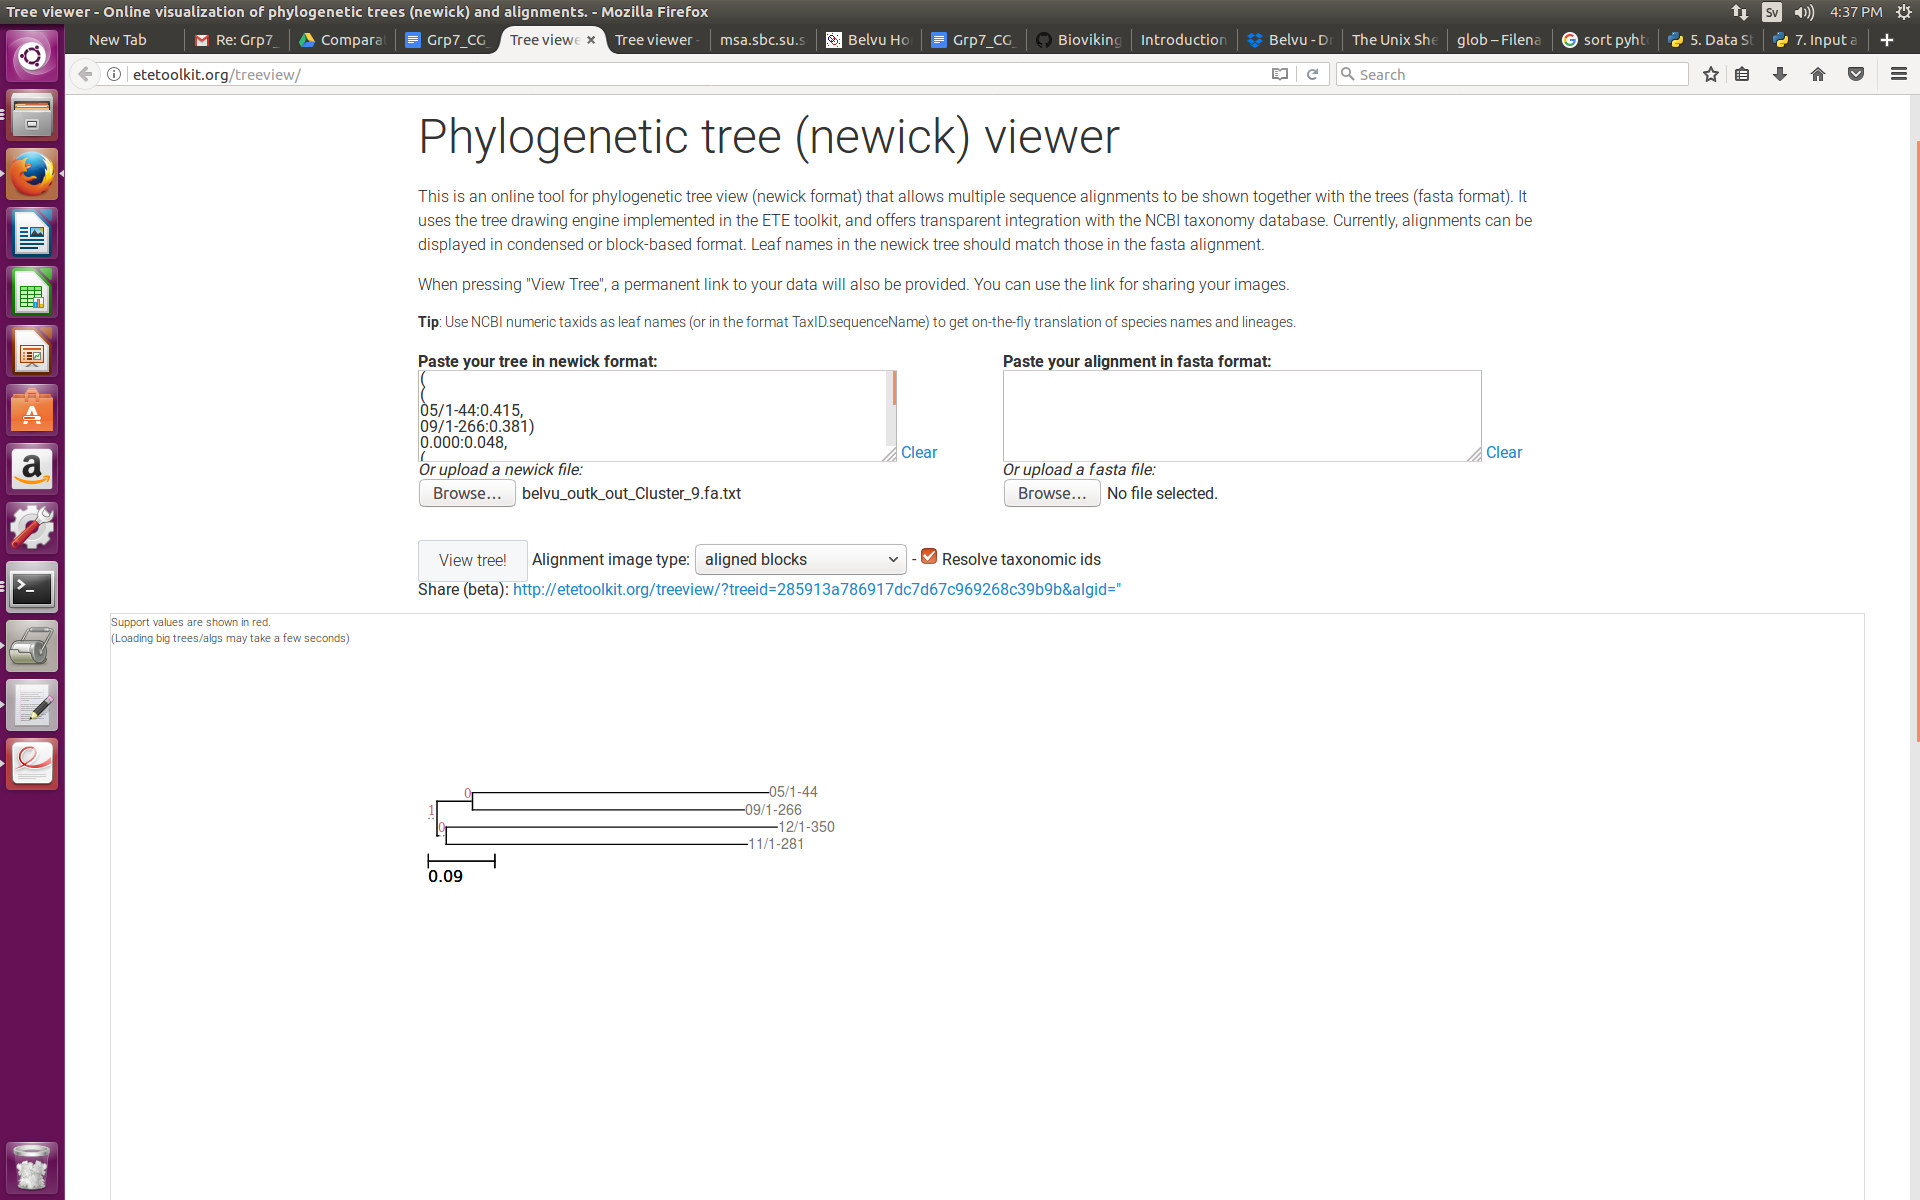 Tree viewer - Online visualization of phylogenetic trees (newick) and alignments. - Mozilla Firefox
Sv 4:37 PM
New Tab
Re: Grp7_
Compara
Grp7_CG_
Tree viewe
Tree viewer -
msa.sbc.su.s
Belvu Ho
Grp7_CG_
Bioviking
Introduction
Belvu - Dr
The Unix She
glob – Filena
sort pyht
5. Data St
7. Input a
etetoolkit.org/treeview/
Search
Phylogenetic tree (newick) viewer
This is an online tool for phylogenetic tree view (newick format) that allows multiple sequence alignments to be shown together with the trees (fasta format). It
uses the tree drawing engine implemented in the ETE toolkit, and offers transparent integration with the NCBI taxonomy database. Currently, alignments can be
displayed in condensed or block-based format. Leaf names in the newick tree should match those in the fasta alignment.
When pressing "View Tree", a permanent link to your data will also be provided. You can use the link for sharing your images.
Tip: Use NCBI numeric taxids as leaf names (or in the format TaxID.sequenceName) to get on-the-fly translation of species names and lineages.
Paste your tree in newick format:
(
(
05/1-44:0.415,
09/1-266:0.381)
0.000:0.048,
(
Clear
Or upload a newick file:
Browse... belvu_outk_out_Cluster_9.fa.txt
Paste your alignment in fasta format:
Clear
Or upload a fasta file:
Browse... No file selected.
View tree! Alignment image type: aligned blocks - Resolve taxonomic ids
Share (beta): http://etetoolkit.org/treeview/?treeid=285913a786917dc7d67c969268c39b9b&algid="
Support values are shown in red.
(Loading big trees/algs may take a few seconds)
0 05/1-44
1 09/1-266
0 12/1-350
11/1-281
0.09